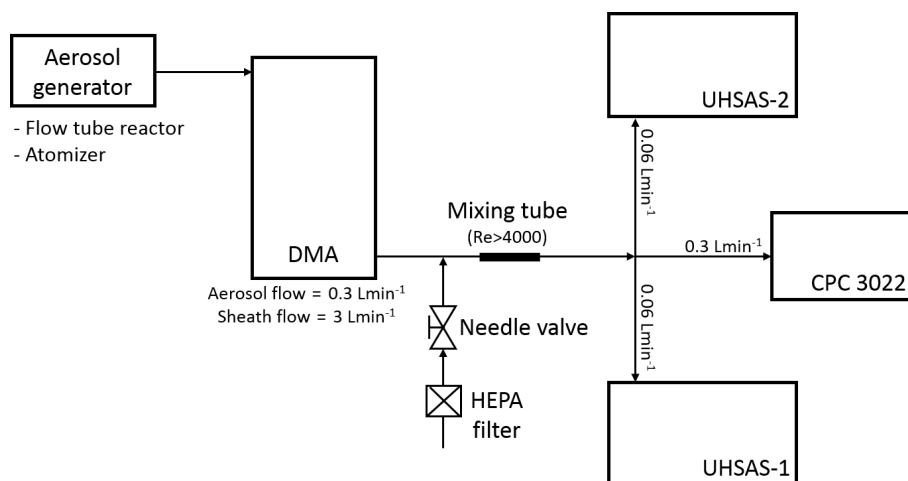 Aerosol
generator
- Flow tube reactor
- Atomizer
DMA
Aerosol flow = 0.3 Lmin⁻¹
Sheath flow = 3 Lmin⁻¹
Mixing tube
(Re>4000)
Needle valve
HEPA
filter
UHSAS-2
0.06 Lmin⁻¹
0.3 Lmin⁻¹
CPC 3022
0.06 Lmin⁻¹
UHSAS-1